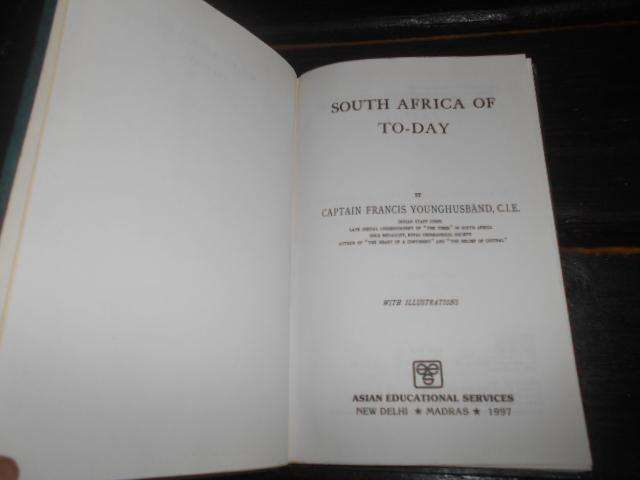 SOUTH AFRICA OF
TO-DAY
BY
CAPTAIN FRANCIS YOUNGHUSBAND, C.I.E.
INDIAN STAFF CORPS
LATE SPECIAL CORRESPONDENT OF "THE TIMES" IN SOUTH AFRICA
GOLD MEDALLIST, ROYAL GEOGRAPHICAL SOCIETY
AUTHOR OF "THE HEART OF A CONTINENT" AND "THE RELIEF OF CHITRAL"
WITH ILLUSTRATIONS
ASIAN EDUCATIONAL SERVICES
NEW DELHI ★ MADRAS ★ 1997